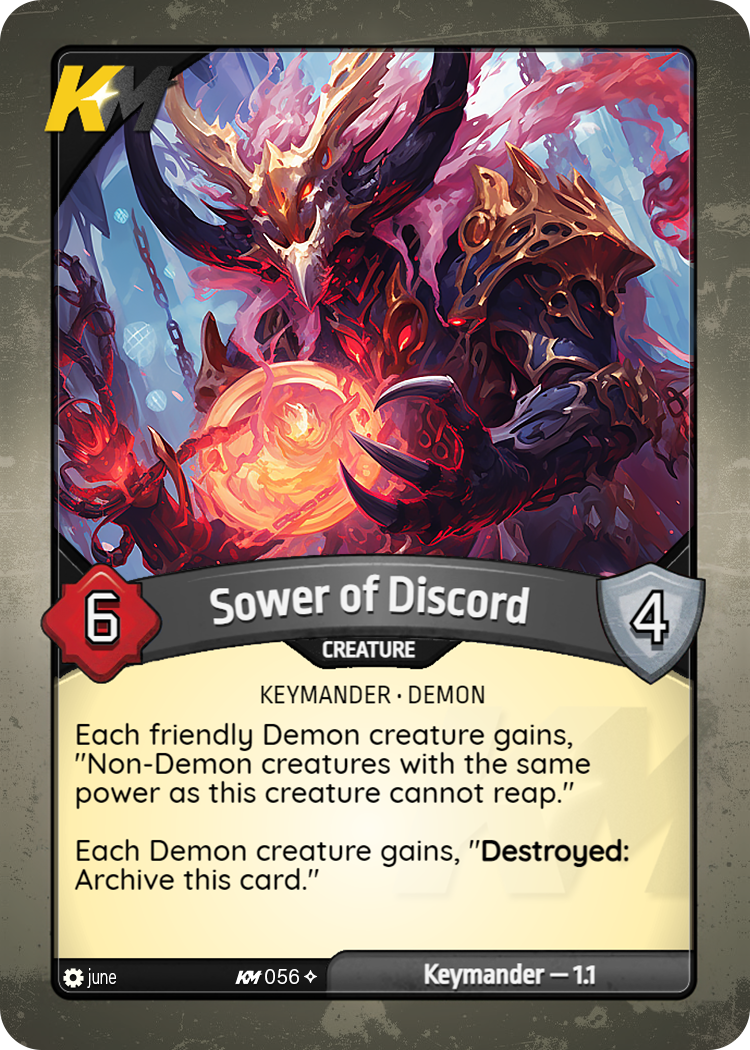 KM
6
Sower of Discord
4
CREATURE
KEYMANDER · DEMON
Each friendly Demon creature gains,
"Non-Demon creatures with the same
power as this creature cannot reap."
Each Demon creature gains, "Destroyed:
Archive this card."
june
KM 056
Keymander — 1.1